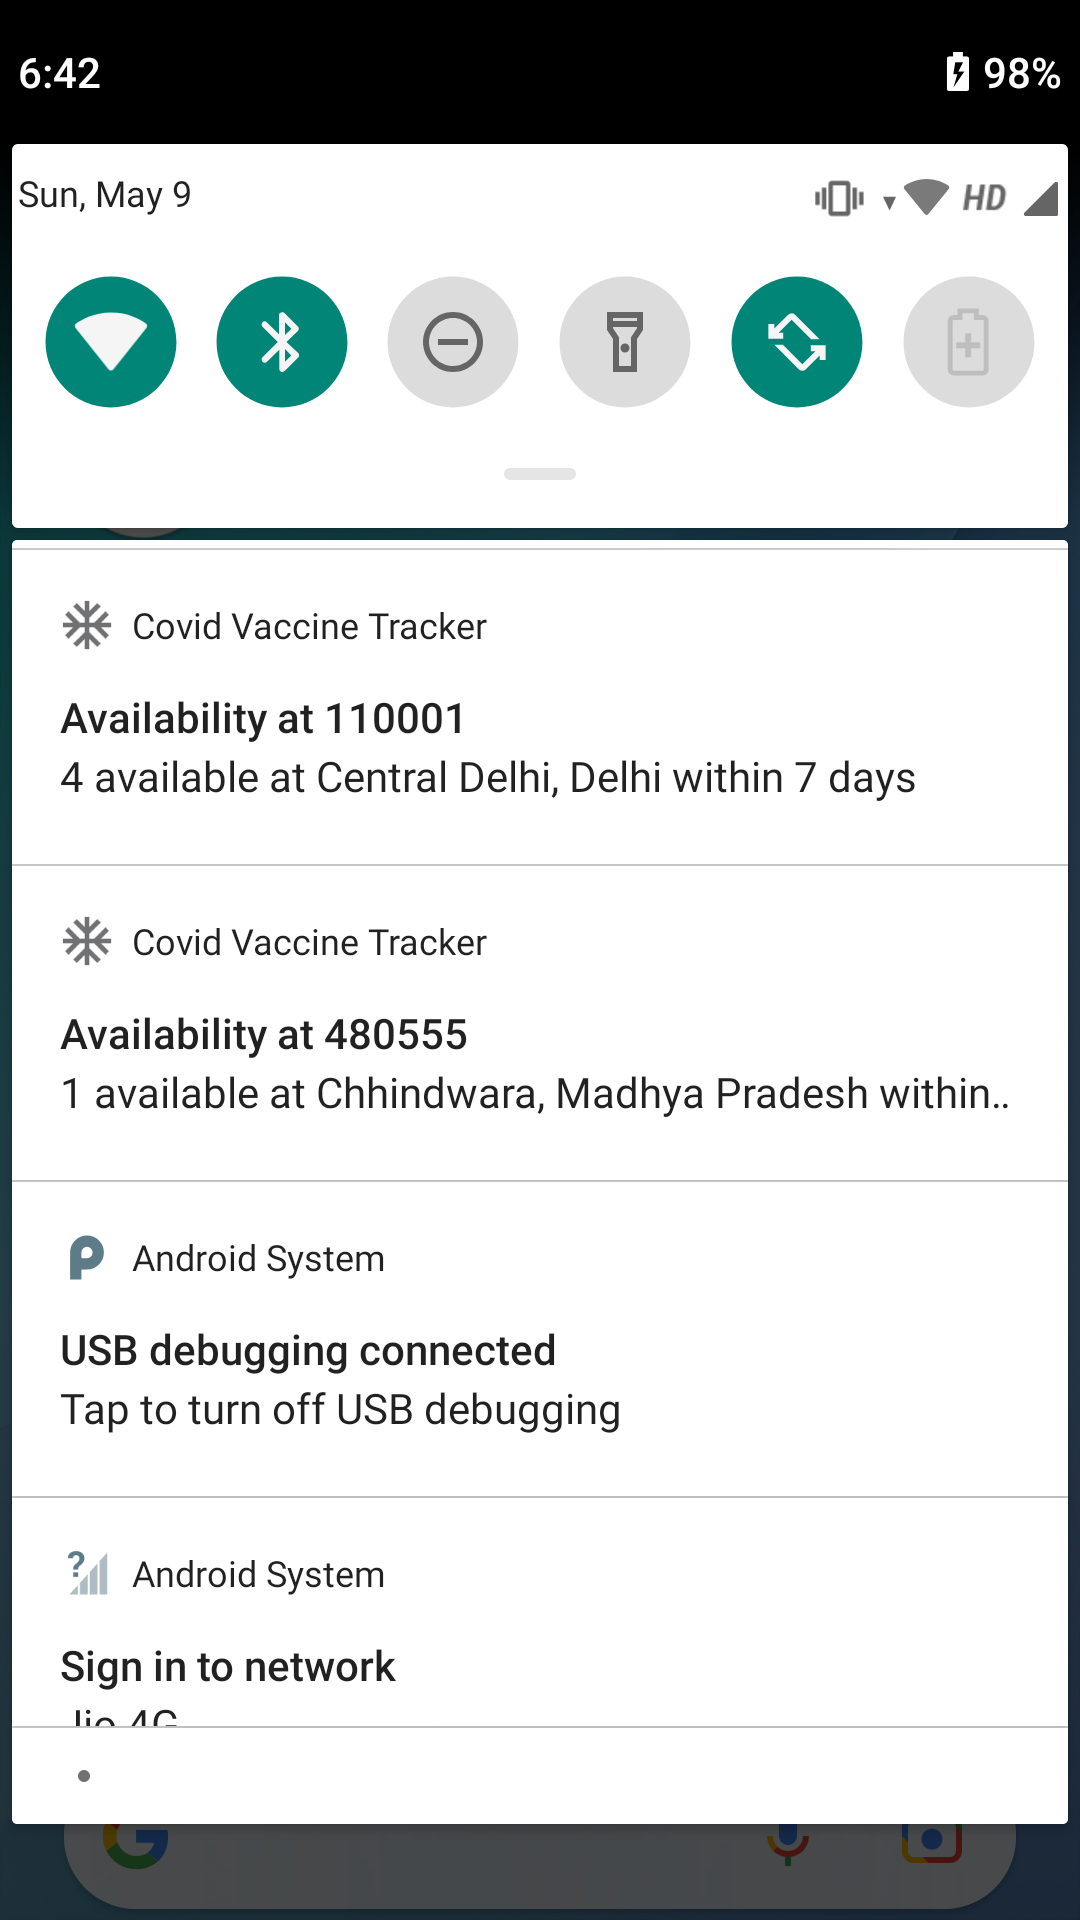 6:42
98%
Sun, May 9
HD
Covid Vaccine Tracker
Availability at 110001
4 available at Central Delhi, Delhi within 7 days
Covid Vaccine Tracker
Availability at 480555
1 available at Chhindwara, Madhya Pradesh within..
Android System
USB debugging connected
Tap to turn off USB debugging
Android System
Sign in to network
Jio 4G